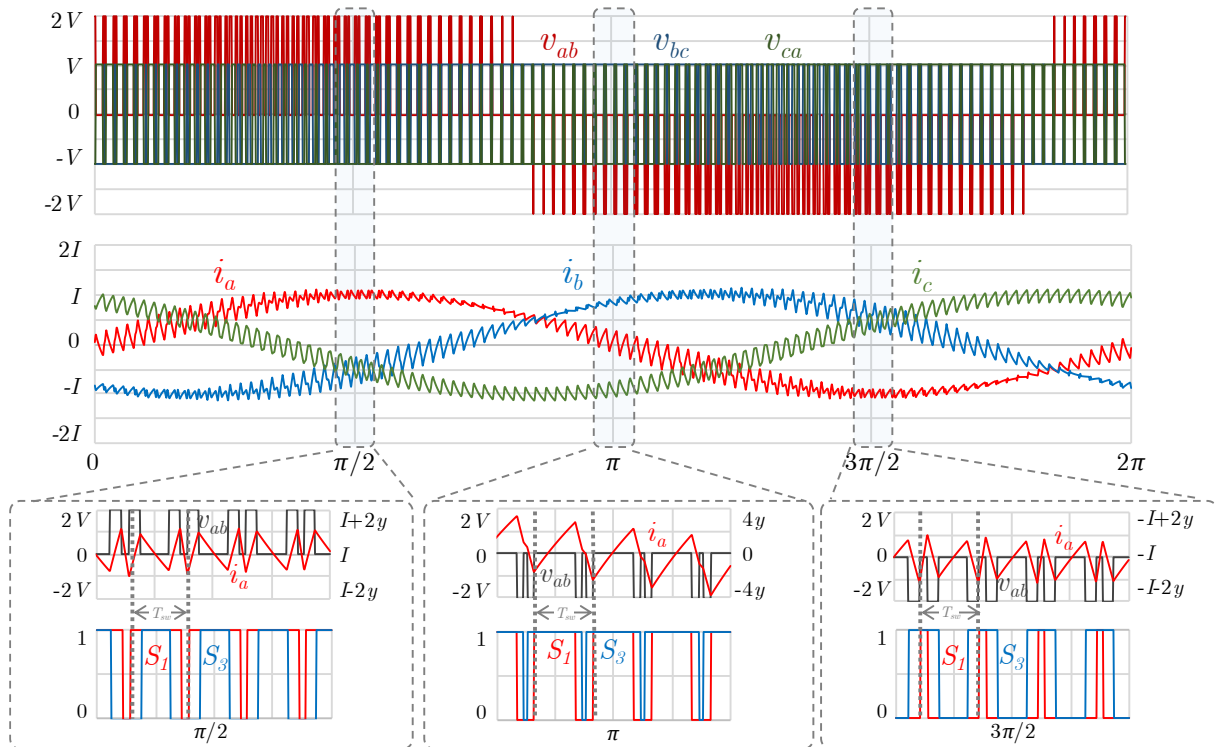 2V
V
0
-V
-2V
v_ab v_bc v_ca
2I
I
0
-I
-2I
i_a i_b i_c
0 π/2 π 3π/2 2π
2V
0
-2V
v_ab
i_a
I+2y
I
I-2y
T_sw
1
0
S_1 S_3
π/2
2V
0
-2V
i_a
v_ab
4y
0
-4y
T_sw
1
0
S_1 S_3
π
2V
0
-2V
i_a
v_ab
-I+2y
-I
-I-2y
T_sw
1
0
S_1 S_3
3π/2